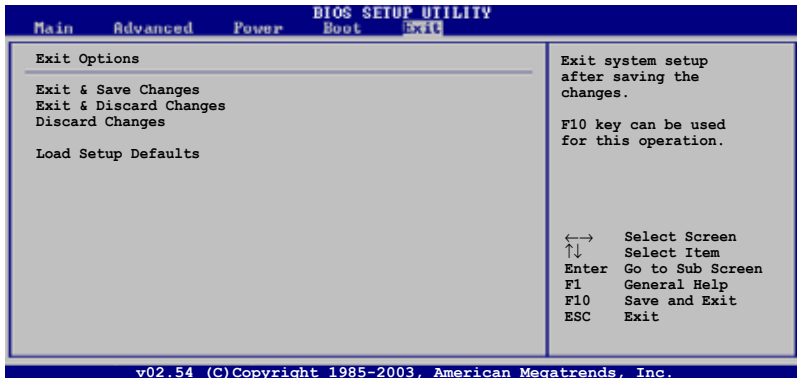 BIOS SETUP UTILITY
Main Advanced Power Boot Exit
Exit Options
Exit & Save Changes
Exit & Discard Changes
Discard Changes
Load Setup Defaults
Exit system setup
after saving the
changes.
F10 key can be used
for this operation.
←→ Select Screen
↑↓ Select Item
Enter Go to Sub Screen
F1 General Help
F10 Save and Exit
ESC Exit
v02.54 (C)Copyright 1985-2003, American Megatrends, Inc.